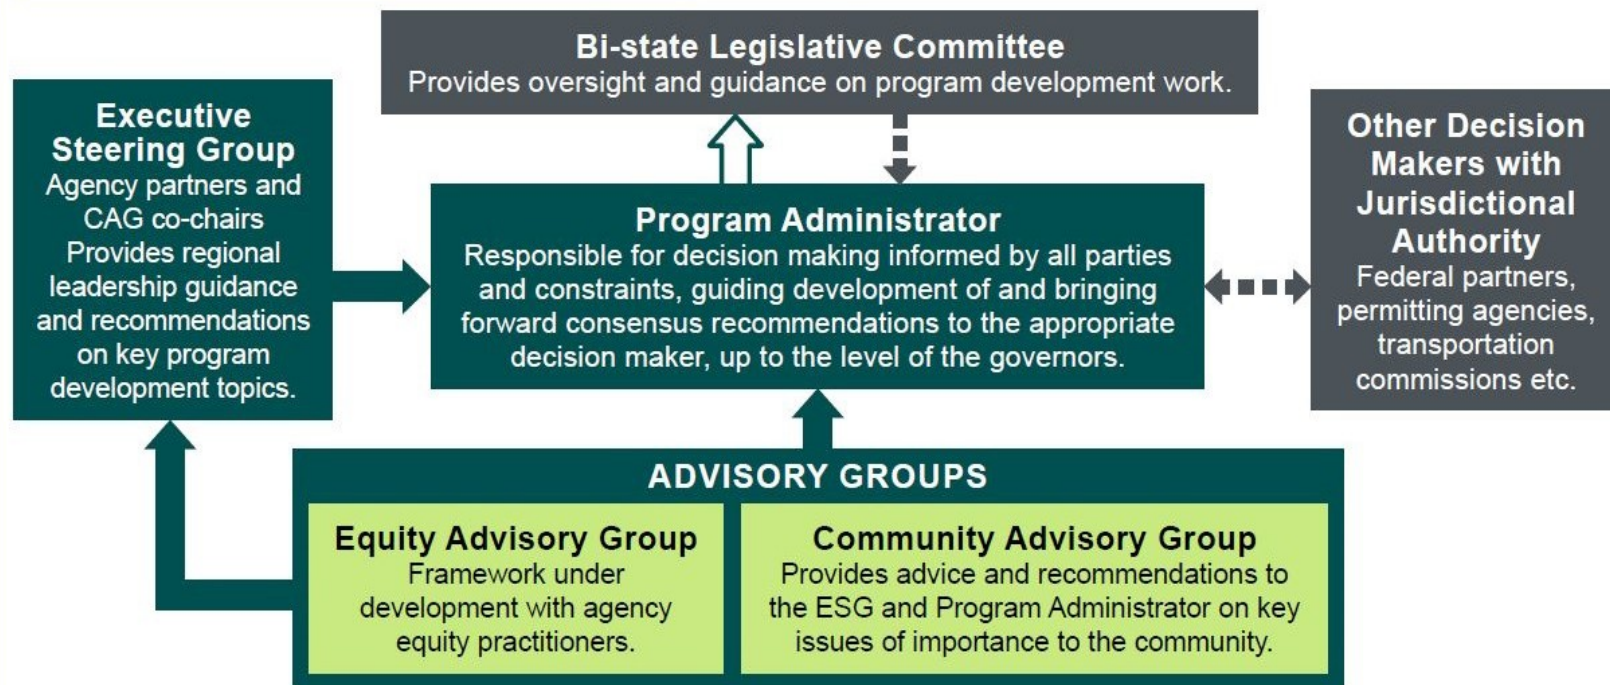 Bi-state Legislative Committee
Provides oversight and guidance on program development work.
Executive
Steering Group
Agency partners and
CAG co-chairs
Provides regional
leadership guidance
and recommendations
on key program
development topics.
Program Administrator
Responsible for decision making informed by all parties
and constraints, guiding development of and bringing
forward consensus recommendations to the appropriate
decision maker, up to the level of the governors.
Other Decision
Makers with
Jurisdictional
Authority
Federal partners,
permitting agencies,
transportation
commissions etc.
ADVISORY GROUPS
Equity Advisory Group
Framework under
development with agency
equity practitioners.
Community Advisory Group
Provides advice and recommendations to
the ESG and Program Administrator on key
issues of importance to the community.